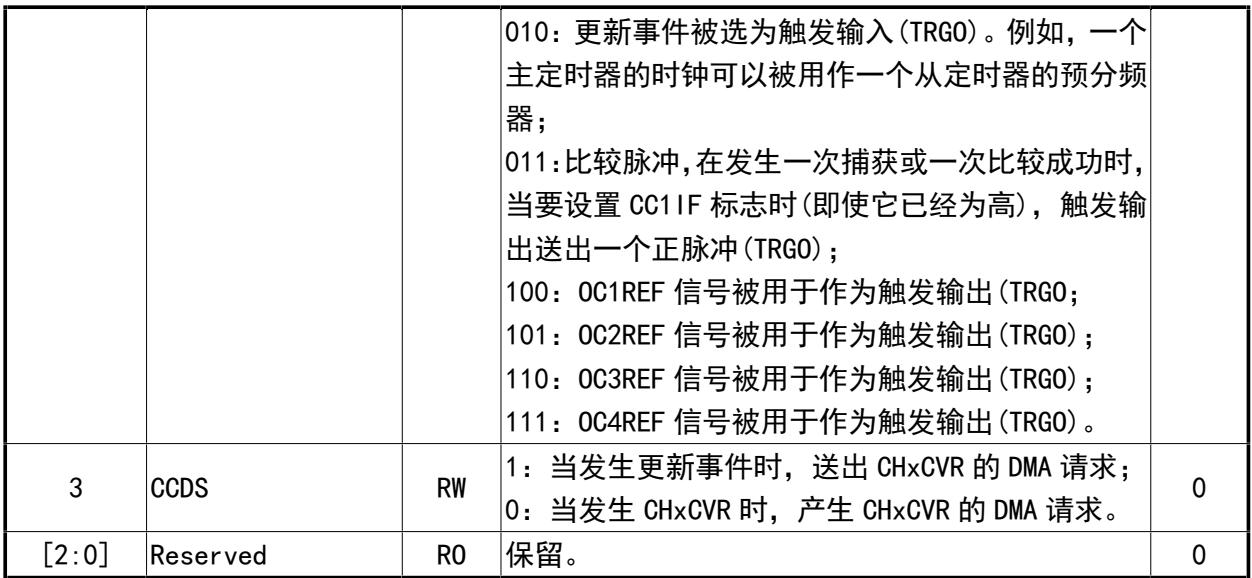 010：更新事件被选为触发输入(TRGO)。例如，一个
主定时器的时钟可以被用作一个从定时器的预分频
器；
011：比较脉冲，在发生一次捕获或一次比较成功时，
当要设置 CC1IF 标志时(即使它已经为高)，触发输
出送出一个正脉冲(TRGO)；
100：OC1REF 信号被用于作为触发输出(TRGO；
101：OC2REF 信号被用于作为触发输出(TRGO)；
110：OC3REF 信号被用于作为触发输出(TRGO)；
111：OC4REF 信号被用于作为触发输出(TRGO)。
3 CCDS RW 1：当发生更新事件时，送出 CHxCVR 的 DMA 请求； 0
0：当发生 CHxCVR 时，产生 CHxCVR 的 DMA 请求。
[2:0] Reserved RO 保留。 0